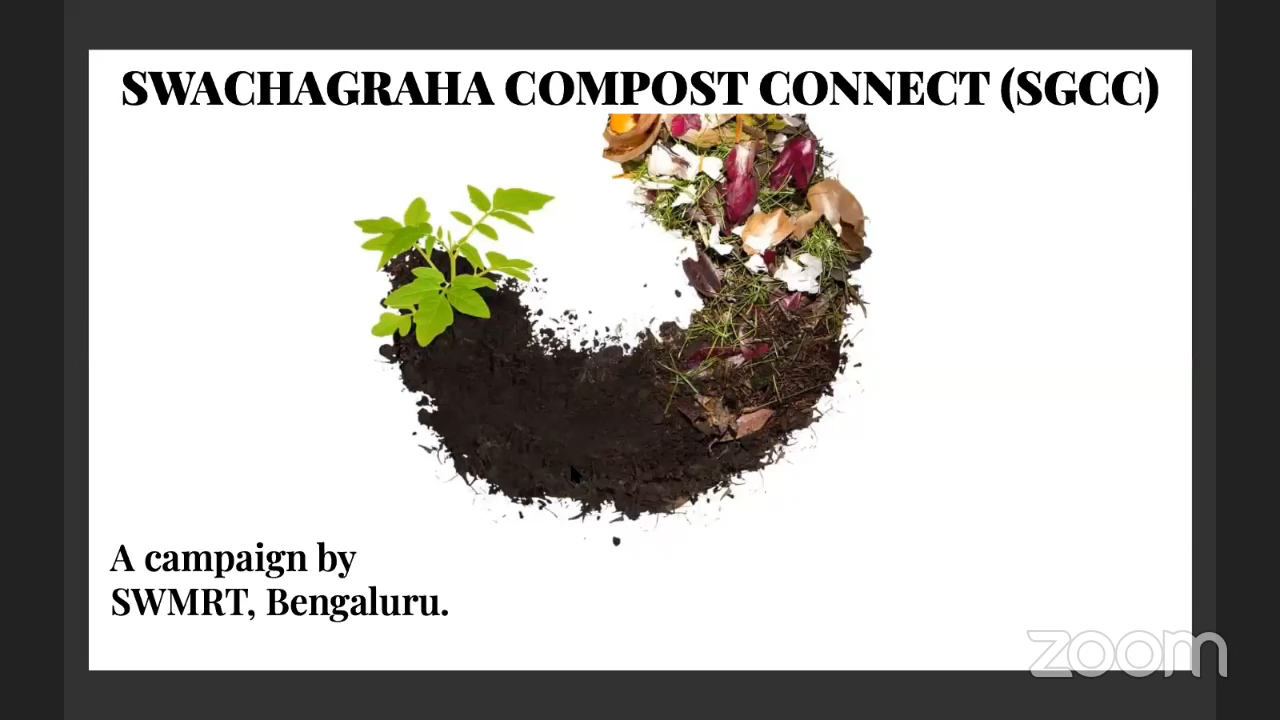 SWACHAGRAHA COMPOST CONNECT (SGCC)
A campaign by
SWMRT, Bengaluru.
zoom